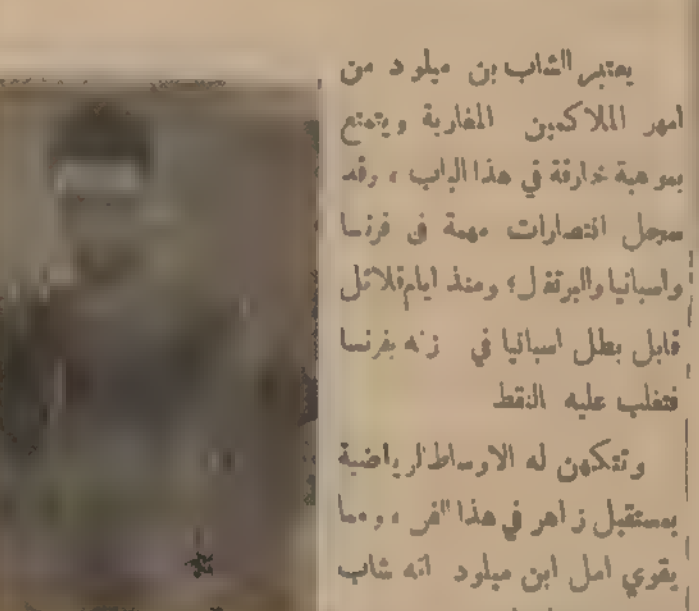 يعتبر الشاب بن ميلود من
امهر الملاكمين المغاربة ويتمتع
بموهبة خارقة في هذا الباب ، وقد
سجل انتصارات مهمة في فرنسا
واسبانيا والبرتغال؛ ومنذ ايام قلائل
قابل بطل اسبانيا في زنه بفرنسا
فتغلب عليه النقط
وتتكهن له الاوساط الرياضية
بمستقبل زاهر في هذا الفن ، ومما
يقوي امل ابن ميلود انه شاب